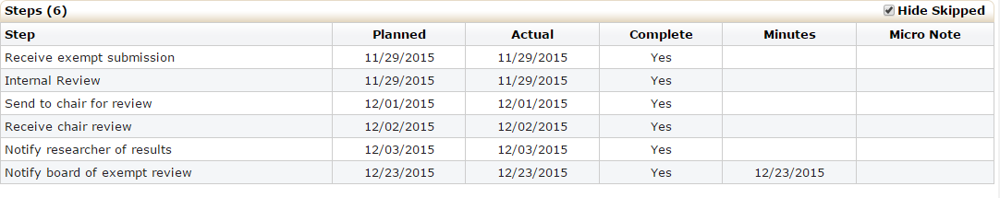 Steps (6) Hide Skipped
Step Planned Actual Complete Minutes Micro Note
Receive exempt submission 11/29/2015 11/29/2015 Yes
Internal Review 11/29/2015 11/29/2015 Yes
Send to chair for review 12/01/2015 12/01/2015 Yes
Receive chair review 12/02/2015 12/02/2015 Yes
Notify researcher of results 12/03/2015 12/03/2015 Yes
Notify board of exempt review 12/23/2015 12/23/2015 Yes 12/23/2015